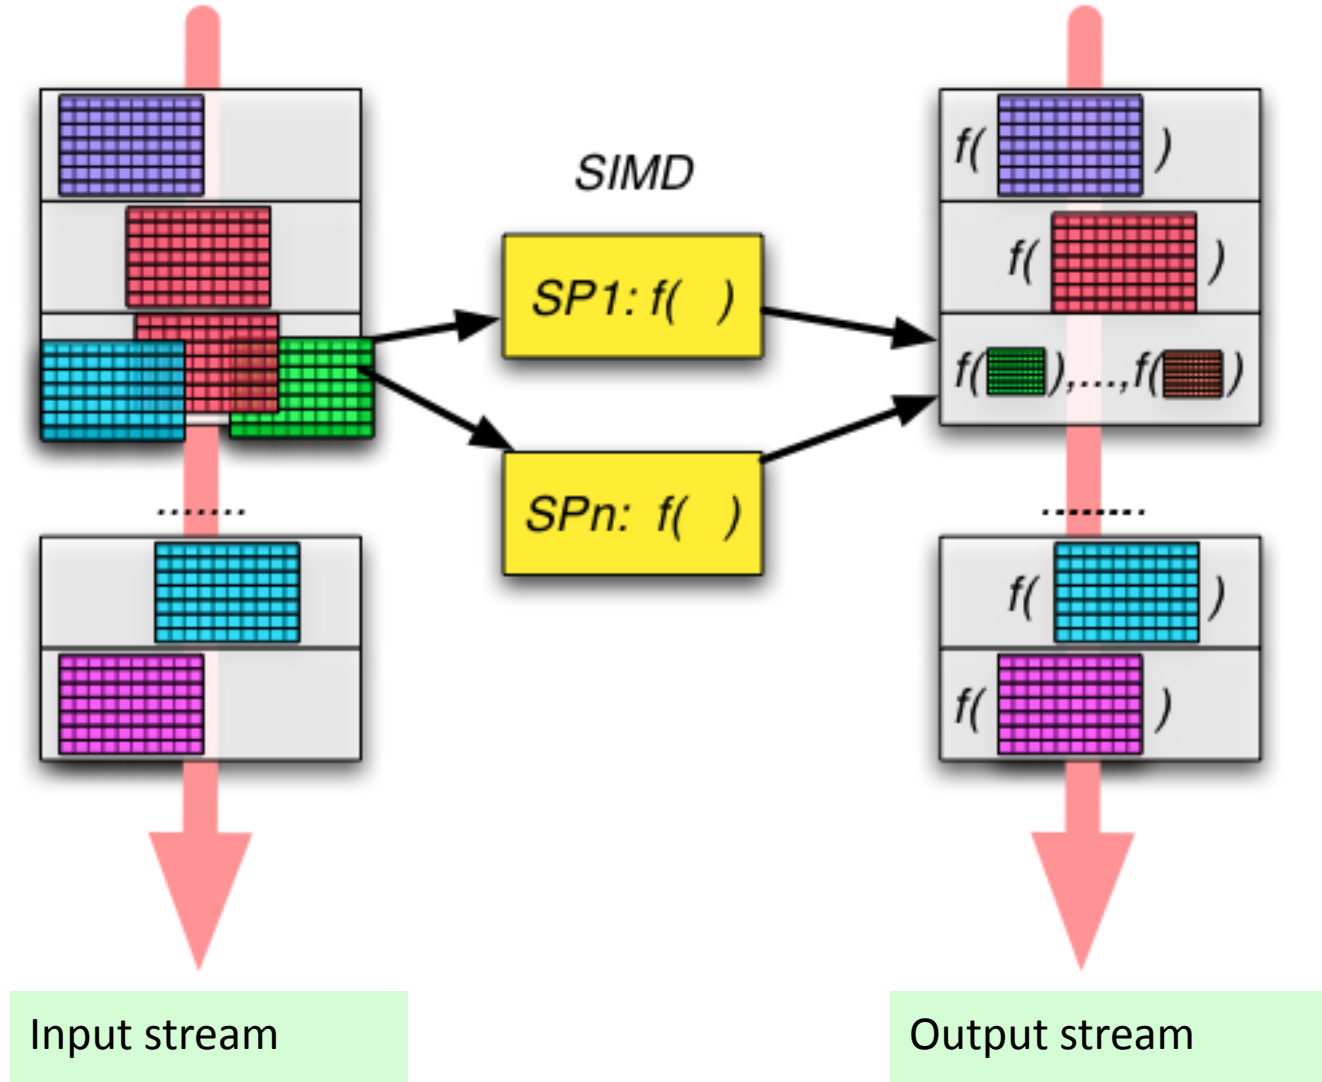 SIMD
SP1: f(   )
SPn:  f(   )
.......
f(   )
f(   )
f(   ),...,f(   )
........
f(   )
f(   )
Input stream
Output stream